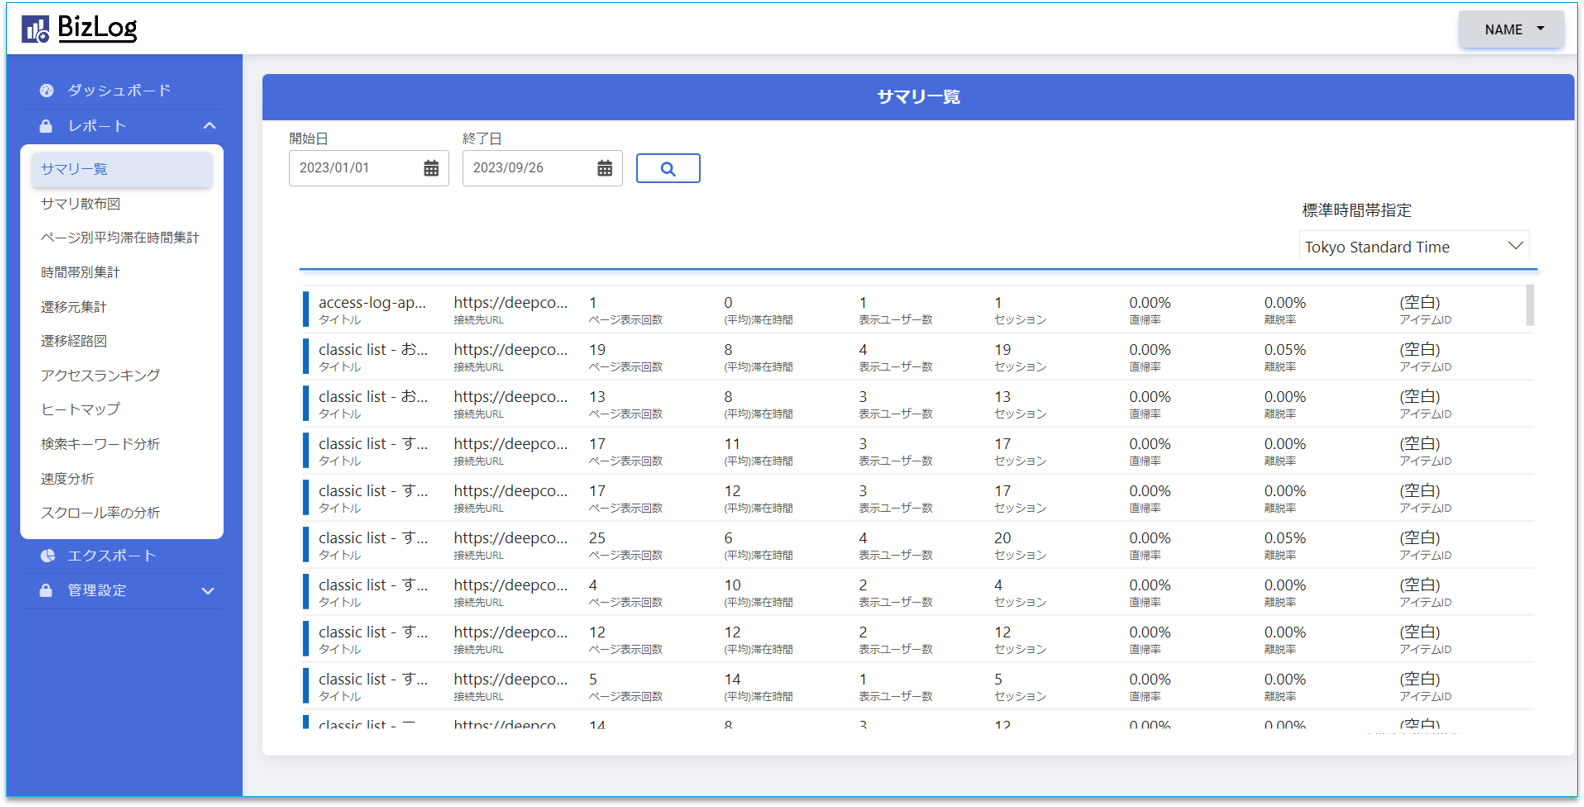 BizLog
NAME
ダッシュボード
レポート
サマリ一覧
サマリ散布図
ページ別平均滞在時間集計
時間帯別集計
遷移元集計
遷移経路図
アクセスランキング
ヒートマップ
検索キーワード分析
速度分析
スクロール率の分析
エクスポート
管理設定
サマリ一覧
開始日 終了日
2023/01/01 2023/09/26
標準時間帯指定
Tokyo Standard Time
access-log-ap... https://deepco... 1 0 1 1 0.00% 0.00% (空白)
タイトル 接続先URL ページ表示回数 (平均)滞在時間 表示ユーザー数 セッション 直帰率 離脱率 アイテムID
classic list - お... https://deepco... 19 8 4 19 0.00% 0.05% (空白)
タイトル 接続先URL ページ表示回数 (平均)滞在時間 表示ユーザー数 セッション 直帰率 離脱率 アイテムID
classic list - お... https://deepco... 13 8 3 13 0.00% 0.00% (空白)
タイトル 接続先URL ページ表示回数 (平均)滞在時間 表示ユーザー数 セッション 直帰率 離脱率 アイテムID
classic list - す... https://deepco... 17 11 3 17 0.00% 0.00% (空白)
タイトル 接続先URL ページ表示回数 (平均)滞在時間 表示ユーザー数 セッション 直帰率 離脱率 アイテムID
classic list - す... https://deepco... 17 12 3 17 0.00% 0.00% (空白)
タイトル 接続先URL ページ表示回数 (平均)滞在時間 表示ユーザー数 セッション 直帰率 離脱率 アイテムID
classic list - す... https://deepco... 25 6 4 20 0.00% 0.05% (空白)
タイトル 接続先URL ページ表示回数 (平均)滞在時間 表示ユーザー数 セッション 直帰率 離脱率 アイテムID
classic list - す... https://deepco... 4 10 2 4 0.00% 0.00% (空白)
タイトル 接続先URL ページ表示回数 (平均)滞在時間 表示ユーザー数 セッション 直帰率 離脱率 アイテムID
classic list - す... https://deepco... 12 12 2 12 0.00% 0.00% (空白)
タイトル 接続先URL ページ表示回数 (平均)滞在時間 表示ユーザー数 セッション 直帰率 離脱率 アイテムID
classic list - す... https://deepco... 5 14 1 5 0.00% 0.00% (空白)
タイトル 接続先URL ページ表示回数 (平均)滞在時間 表示ユーザー数 セッション 直帰率 離脱率 アイテムID
classic list - https://deepco 14 8 3 12 0.00% 0.00% (空白)